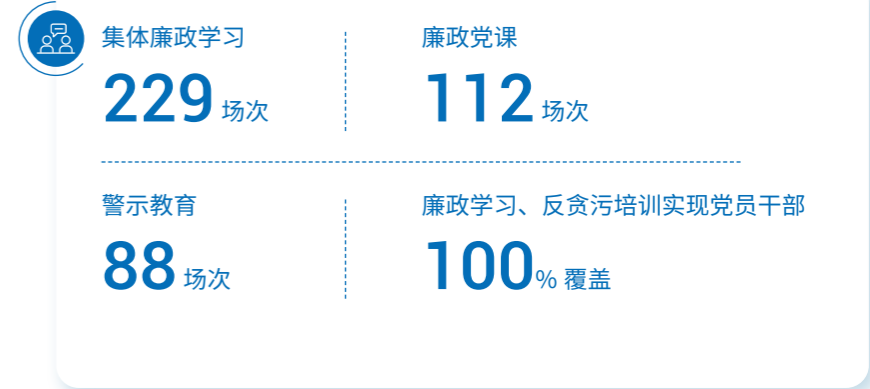 集体廉政学习
229 场次
廉政党课
112 场次
警示教育
88 场次
廉政学习、反贪污培训实现党员干部
100% 覆盖